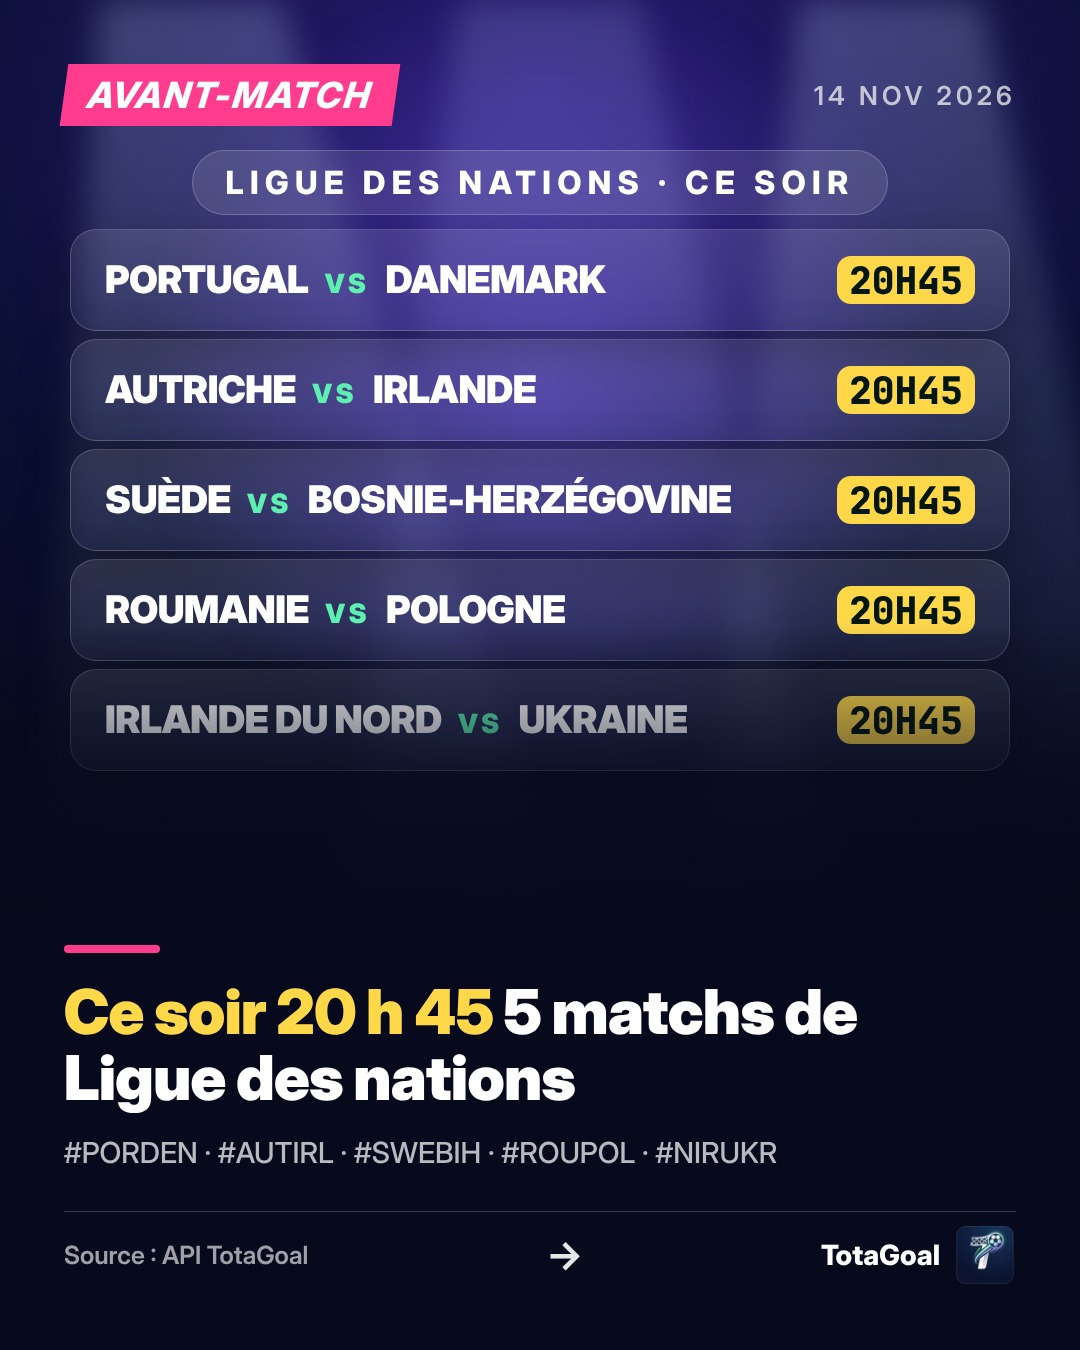 AVANT-MATCH
14 NOV 2026
LIGUE DES NATIONS · CE SOIR
PORTUGAL vs DANEMARK 20H45
AUTRICHE vs IRLANDE 20H45
SUÈDE vs BOSNIE-HERZÉGOVINE 20H45
ROUMANIE vs POLOGNE 20H45
IRLANDE DU NORD vs UKRAINE 20H45
Ce soir 20 h 45 5 matchs de
Ligue des nations
#PORDEN · #AUTIRL · #SWEBIH · #ROUPOL · #NIRUKR
Source : API TotaGoal → TotaGoal